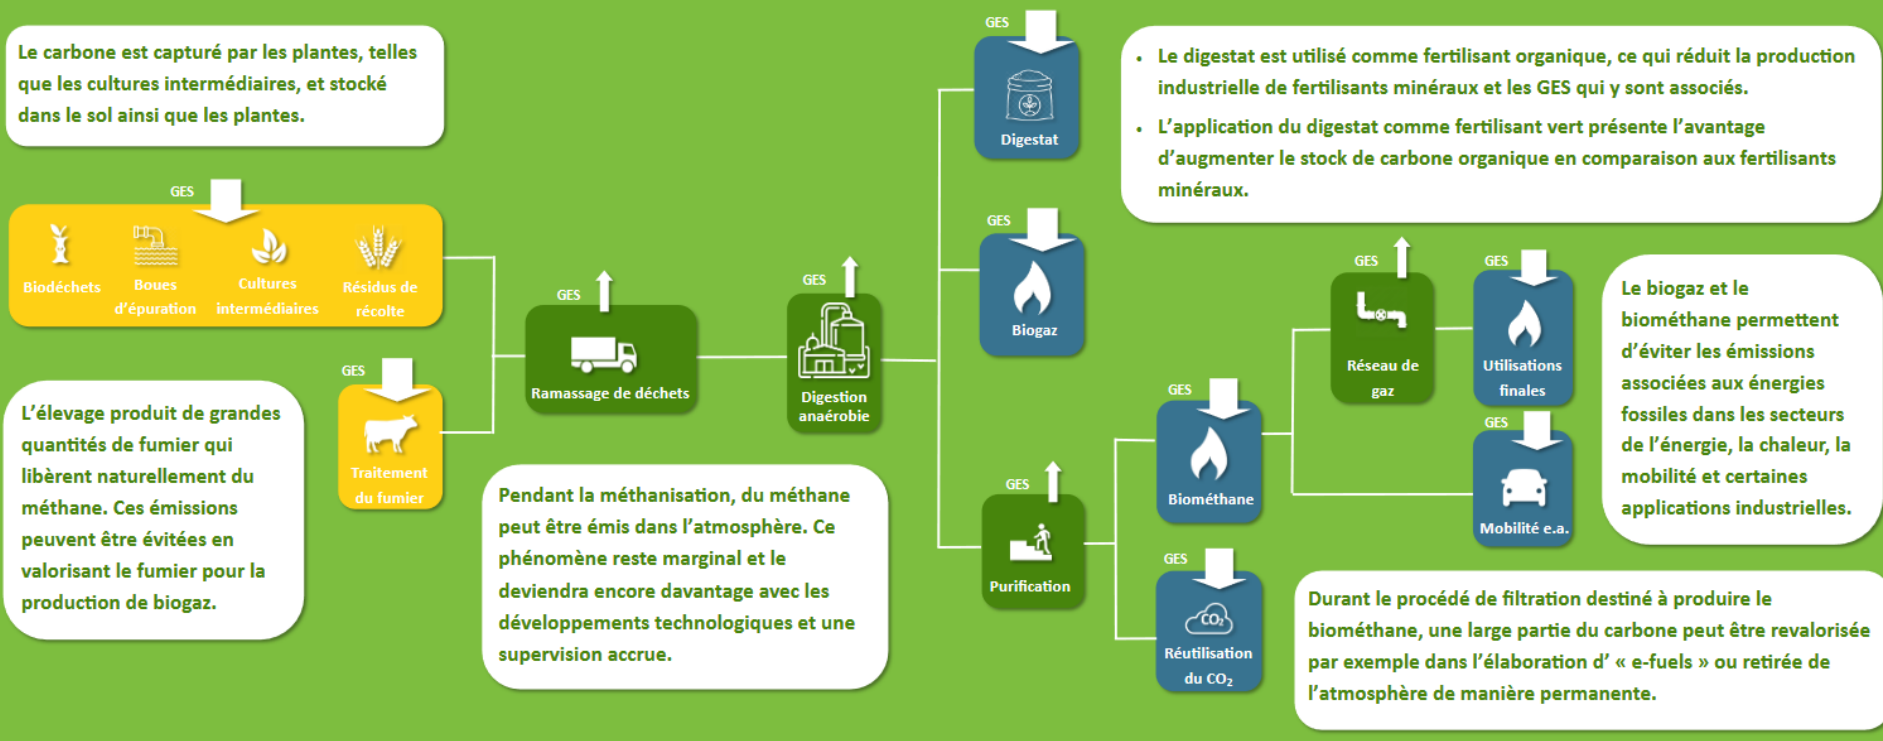 Le carbone est capturé par les plantes, telles
que les cultures intermédiaires, et stocké
dans le sol ainsi que les plantes.
GES
Biodéchets
Boues
d'épuration
Cultures
intermédiaires
Résidus de
récolte
GES
Traitement
du fumier
L'élevage produit de grandes
quantités de fumier qui
libèrent naturellement du
méthane. Ces émissions
peuvent être évitées en
valorisant le fumier pour la
production de biogaz.
GES
Ramassage de déchets
GES
Digestion
anaérobie
Pendant la méthanisation, du méthane
peut être émis dans l'atmosphère. Ce
phénomène reste marginal et le
deviendra encore davantage avec les
développements technologiques et une
supervision accrue.
GES
Digestat
• Le digestat est utilisé comme fertilisant organique, ce qui réduit la production
industrielle de fertilisants minéraux et les GES qui y sont associés.
• L'application du digestat comme fertilisant vert présente l'avantage
d'augmenter le stock de carbone organique en comparaison aux fertilisants
minéraux.
GES
Biogaz
GES
Purification
GES
Biométhane
GES
CO2
Réutilisation
du CO₂
GES
Réseau de
gaz
GES
Utilisations
finales
GES
Mobilité e.a.
Le biogaz et le
biométhane permettent
d'éviter les émissions
associées aux énergies
fossiles dans les secteurs
de l'énergie, la chaleur, la
mobilité et certaines
applications industrielles.
Durant le procédé de filtration destiné à produire le
biométhane, une large partie du carbone peut être revalorisée
par exemple dans l'élaboration d' « e-fuels » ou retirée de
l'atmosphère de manière permanente.